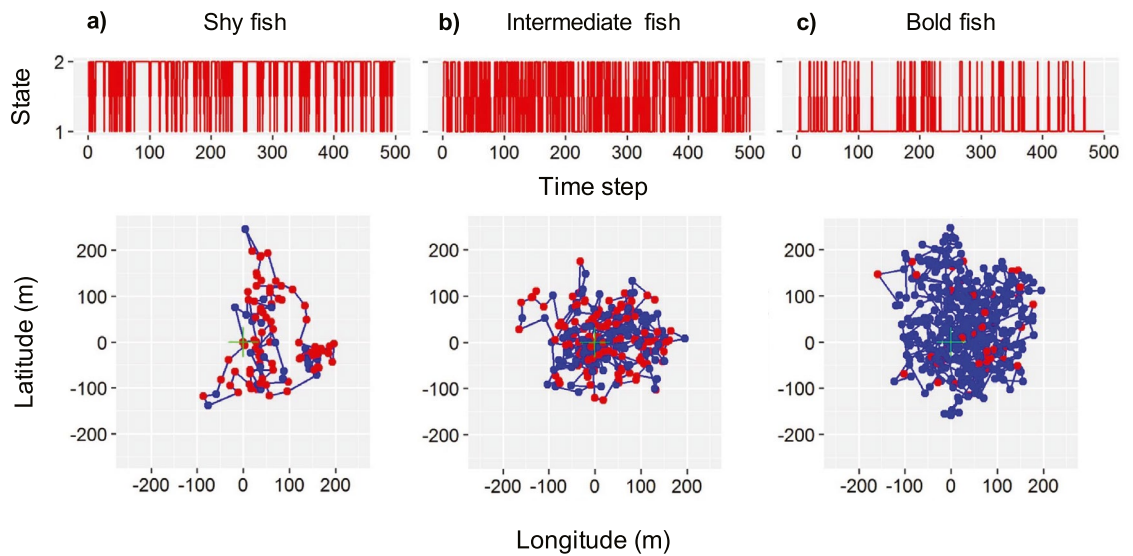 a) Shy fish b) Intermediate fish c) Bold fish
State
2
1
0 100 200 300 400 500 0 100 200 300 400 500 0 100 200 300 400 500
Time step
Latitude (m)
200 200 200
100 100 100
0 0 0
-100 -100 -100
-200 -200 -200
-200 -100 0 100 200 -200 -100 0 100 200 -200 -100 0 100 200
Longitude (m)